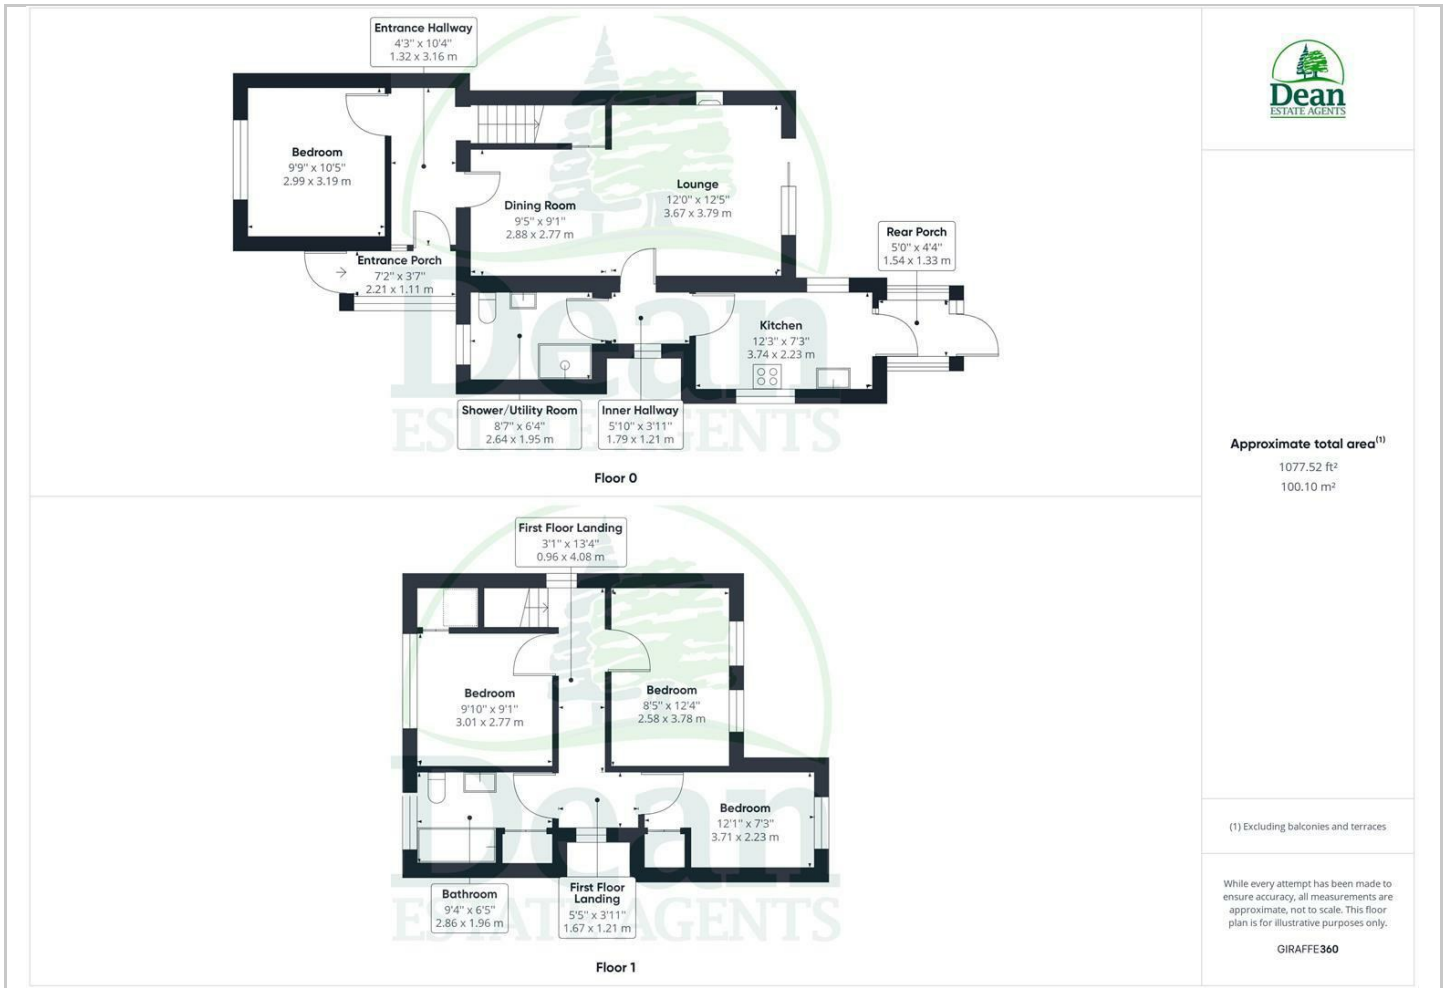 Entrance Hallway
4'3" x 10'4"
1.32 x 3.16 m
Bedroom
9'9" x 10'5"
2.99 x 3.19 m
Dining Room
9'5" x 9'1"
2.88 x 2.77 m
Lounge
12'0" x 12'5"
3.67 x 3.79 m
Rear Porch
5'0" x 4'4"
1.54 x 1.33 m
Entrance Porch
7'2" x 3'7"
2.21 x 1.11 m
Kitchen
12'3" x 7'3"
3.74 x 2.23 m
Shower/Utility Room
8'7" x 6'4"
2.64 x 1.95 m
Inner Hallway
5'10" x 3'11"
1.79 x 1.21 m
Dean
ESTATE AGENTS
Floor 0
First Floor Landing
3'1" x 13'4"
0.96 x 4.08 m
Bedroom
9'10" x 9'1"
3.01 x 2.77 m
Bedroom
8'5" x 12'4"
2.58 x 3.78 m
Bedroom
12'1" x 7'3"
3.71 x 2.23 m
Bathroom
9'4" x 6'5"
2.86 x 1.96 m
First Floor
Landing
5'5" x 3'11"
1.67 x 1.21 m
Dean
ESTATE AGENTS
Floor 1
Dean
ESTATE AGENTS
Approximate total area(1)
1077.52 ft²
100.10 m²
(1) Excluding balconies and terraces
While every attempt has been made to
ensure accuracy, all measurements are
approximate, not to scale. This floor
plan is for illustrative purposes only.
GIRAFFE360